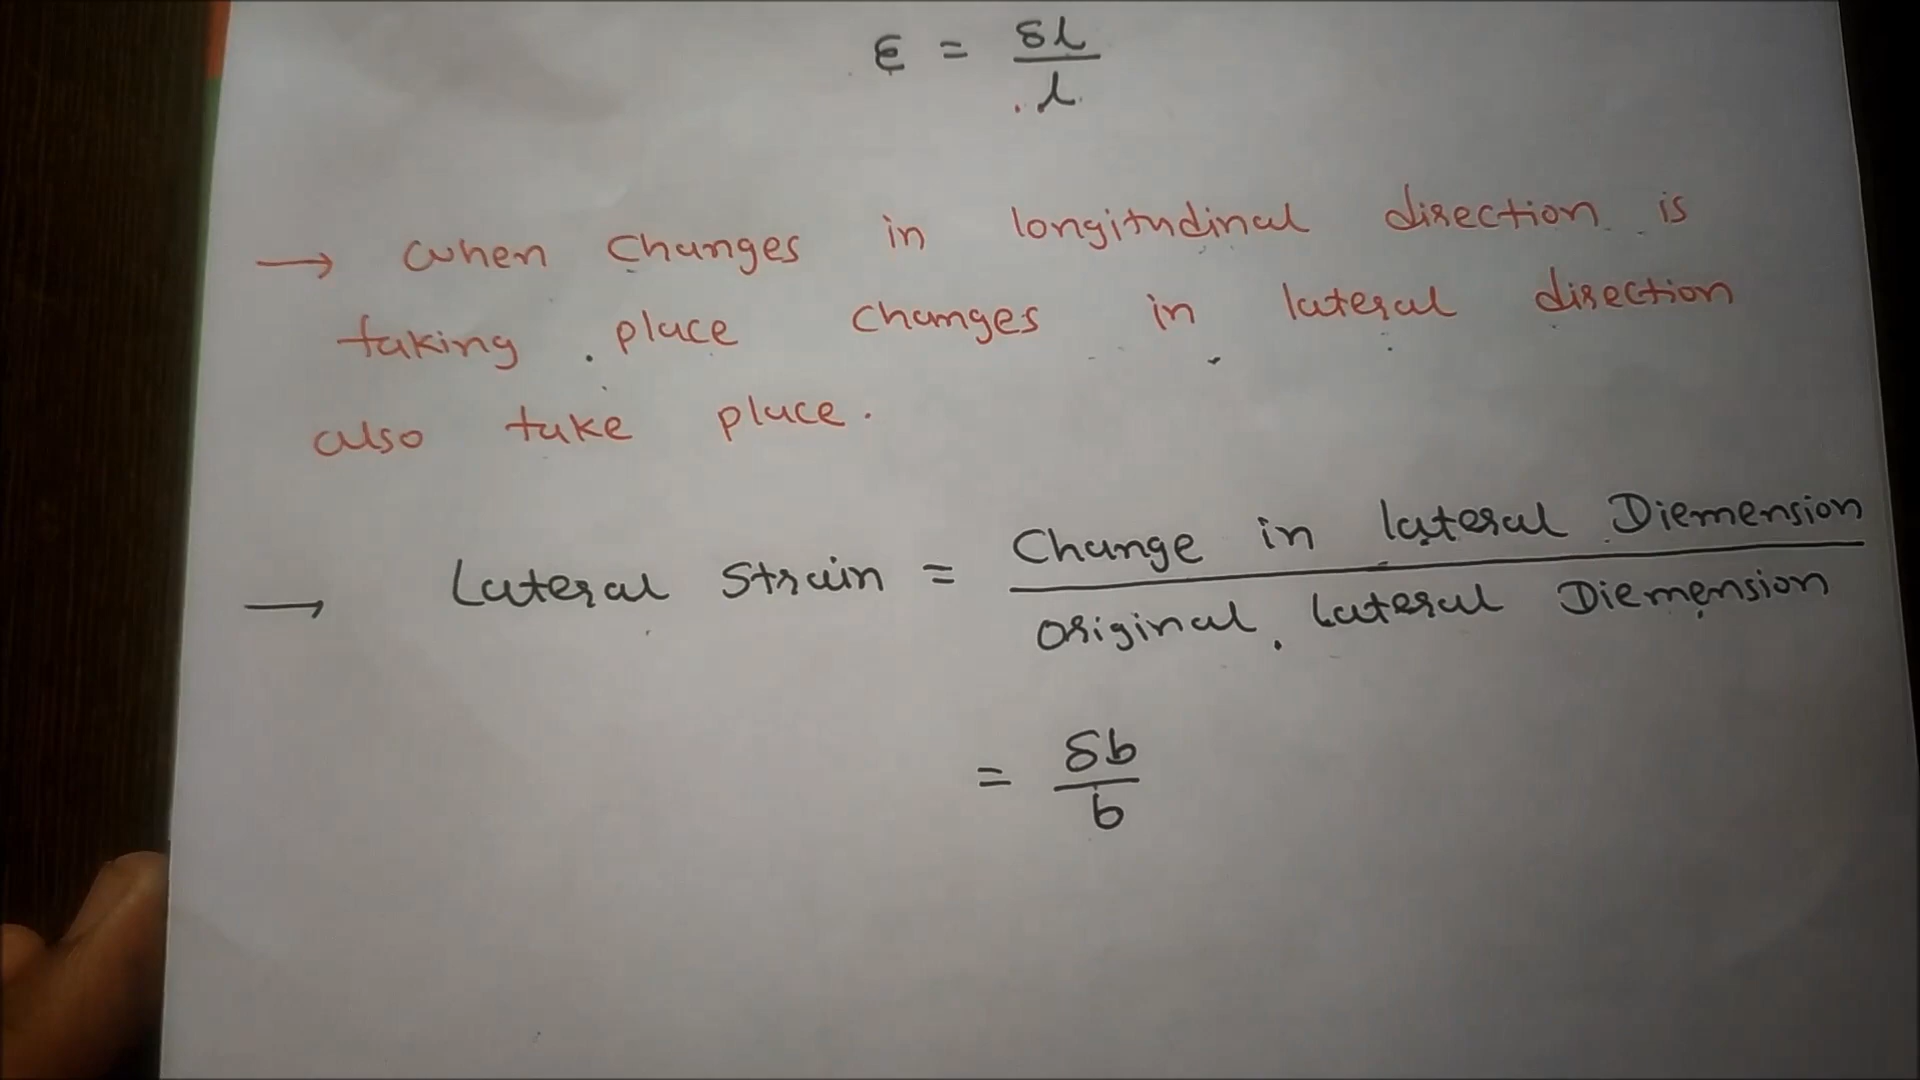 ε = δl / l
→ when changes in longitudinal direction is
taking place changes in lateral direction
also take place.
→ Lateral Strain = Change in lateral Diemension / original lateral Diemension
= δb / b